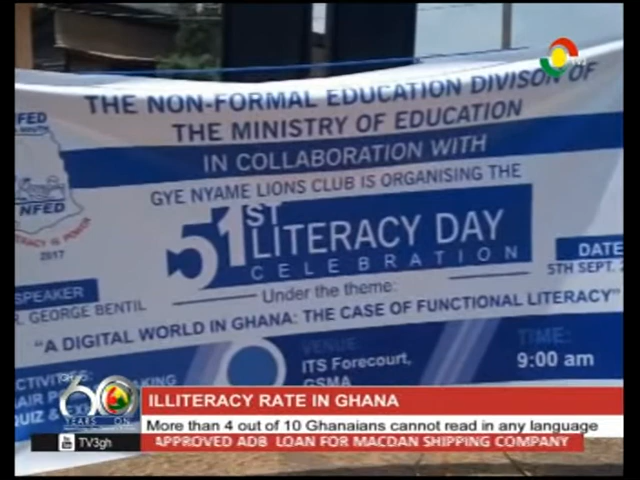 THE NON-FORMAL EDUCATION DIVISON OF
THE MINISTRY OF EDUCATION
IN COLLABORATION WITH
GYE NYAME LIONS CLUB IS ORGANISING THE
51ST LITERACY DAY
CELEBRATION
Under the theme:
"A DIGITAL WORLD IN GHANA: THE CASE OF FUNCTIONAL LITERACY"
NFED
2017
SPEAKER
GEORGE BENTIL
DATE
5TH SEPT.
VENUE:
ITS Forecourt,
GSMA
TIME:
9:00 am
QUIZ &
60
YEARS ON
ILLITERACY RATE IN GHANA
More than 4 out of 10 Ghanaians cannot read in any language
TV3gh
APPROVED ADB LOAN FOR MACDAN SHIPPING COMPANY